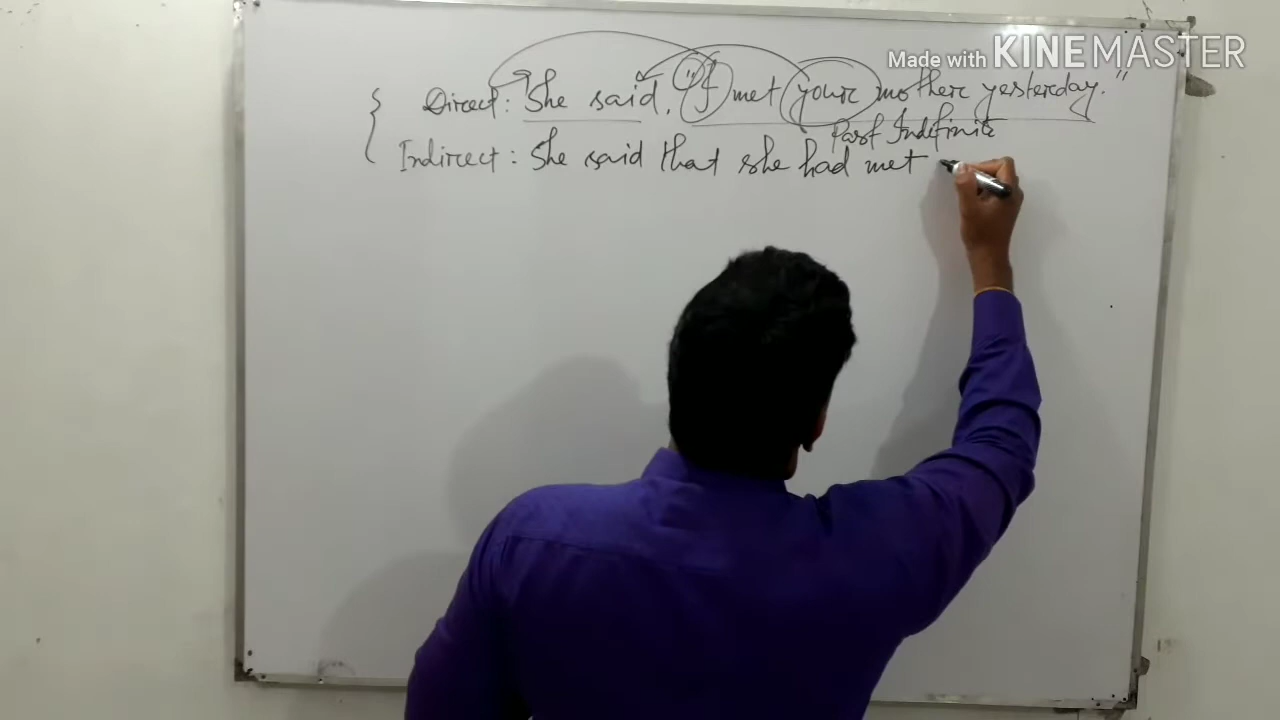 Made with KINEMASTER
Direct: She said, "I met your mother yesterday."
Past Indefinite
Indirect: She said that she had met